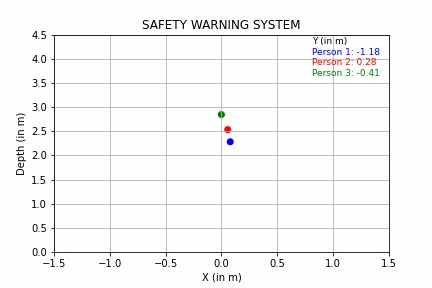 SAFETY WARNING SYSTEM
Y (in m)
Person 1: -1.18
Person 2: 0.28
Person 3: -0.41
4.5
4.0
3.5
3.0
2.5
2.0
1.5
1.0
0.5
0.0
Depth (in m)
−1.5 −1.0 −0.5 0.0 0.5 1.0 1.5
X (in m)